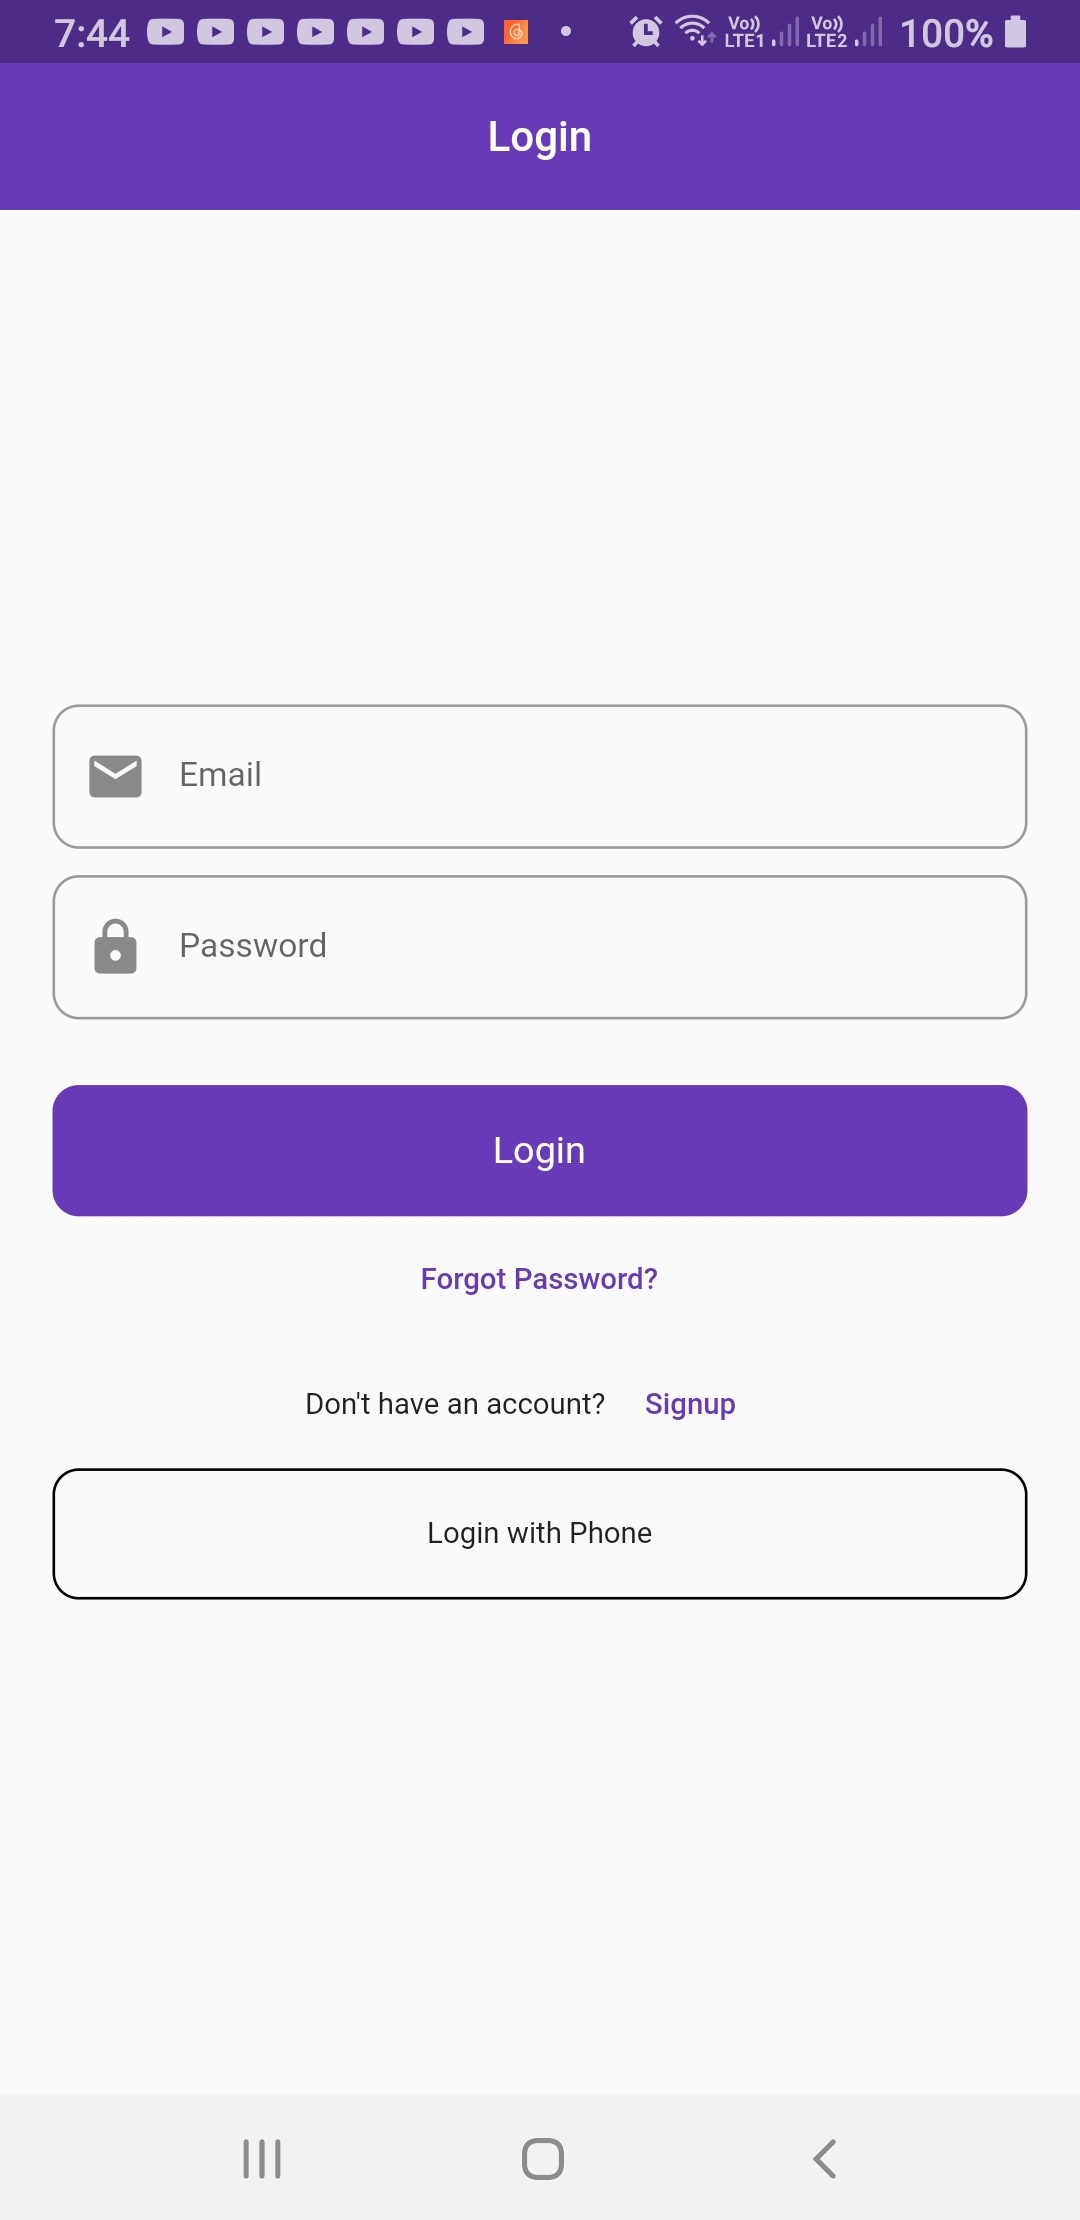 7:44 Vo)) LTE1 Vo)) LTE2 100%
Login
Email
Password
Login
Forgot Password?
Don't have an account? Signup
Login with Phone